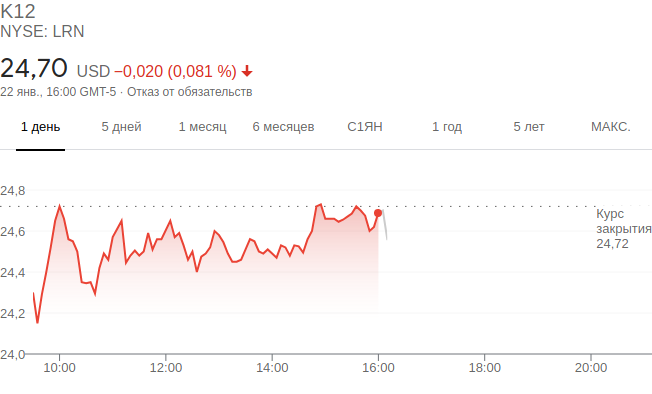 K12
NYSE: LRN
24,70 USD −0,020 (0,081 %)
22 янв., 16:00 GMT-5 · Отказ от обязательств
1 день 5 дней 1 месяц 6 месяцев С1ЯН 1 год 5 лет МАКС.
24,8
Курс
закрытия
24,72
24,6
24,4
24,2
24,0
10:00 12:00 14:00 16:00 18:00 20:00